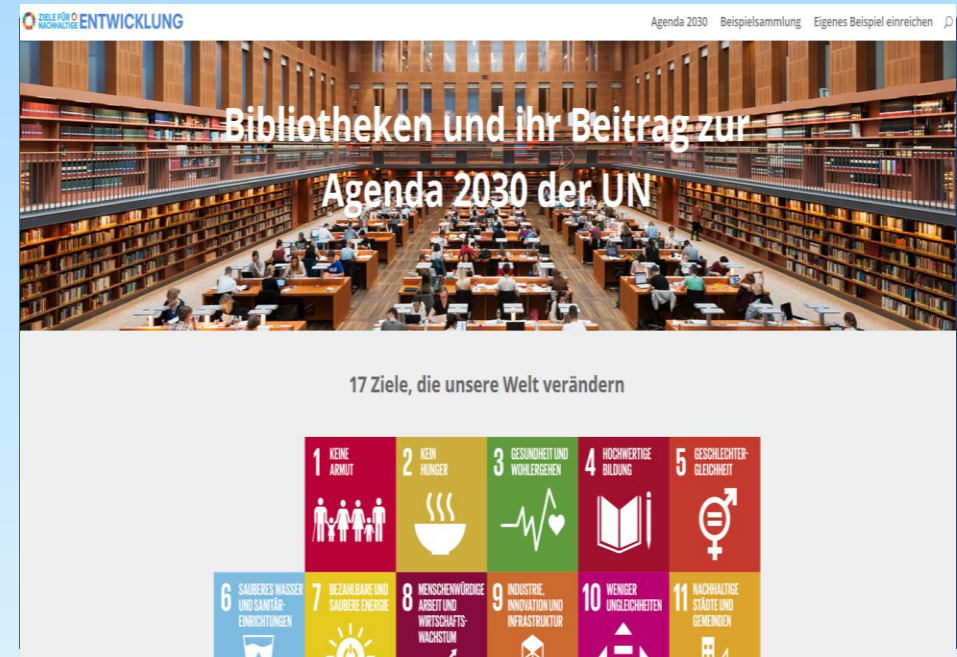 ZIELE FÜR
NACHHALTIGE ENTWICKLUNG
Agenda 2030 Beispielsammlung Eigenes Beispiel einreichen
Bibliotheken und ihr Beitrag zur
Agenda 2030 der UN
17 Ziele, die unsere Welt verändern
1 KEINE
ARMUT
2 KEIN
HUNGER
3 GESUNDHEIT UND
WOHLERGEHEN
4 HOCHWERTIGE
BILDUNG
5 GESCHLECHTER-
GLEICHHEIT
6 SAUBERES WASSER
UND SANITÄR-
EINRICHTUNGEN
7 BEZAHLBARE UND
SAUBERE ENERGIE
8 MENSCHENWÜRDIGE
ARBEIT UND
WIRTSCHAFTS-
WACHSTUM
9 INDUSTRIE,
INNOVATION UND
INFRASTRUKTUR
10 WENIGER
UNGLEICHHEITEN
11 NACHHALTIGE
STÄDTE UND
GEMEINDEN